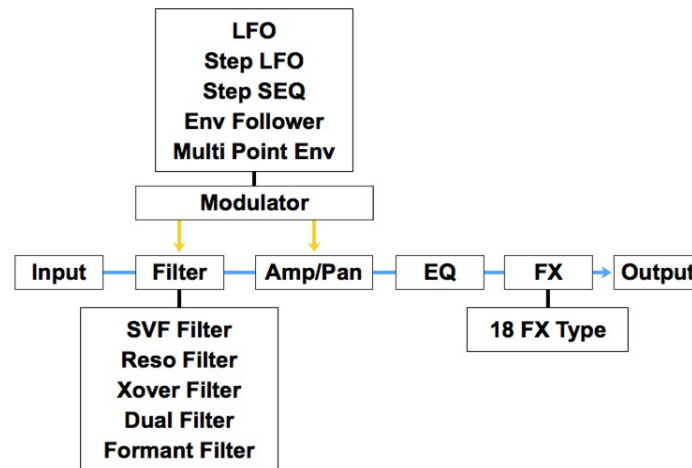 LFO
Step LFO
Step SEQ
Env Follower
Multi Point Env
Modulator
Input
Filter
Amp/Pan
EQ
FX
Output
SVF Filter
Reso Filter
Xover Filter
Dual Filter
Formant Filter
18 FX Type